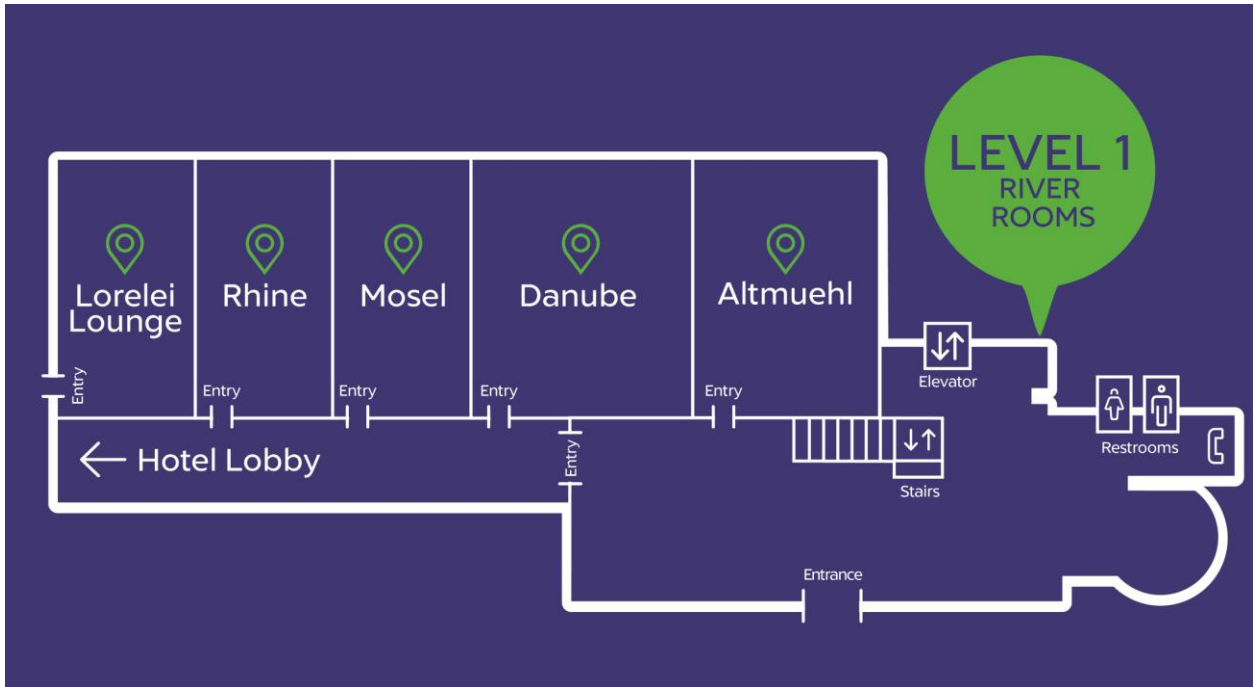 LEVEL 1
RIVER
ROOMS
Lorelei
Lounge
Rhine
Mosel
Danube
Altmuehl
Elevator
Entry
Entry
Entry
Entry
Entry
Restrooms
← Hotel Lobby
Entry
Stairs
Entrance